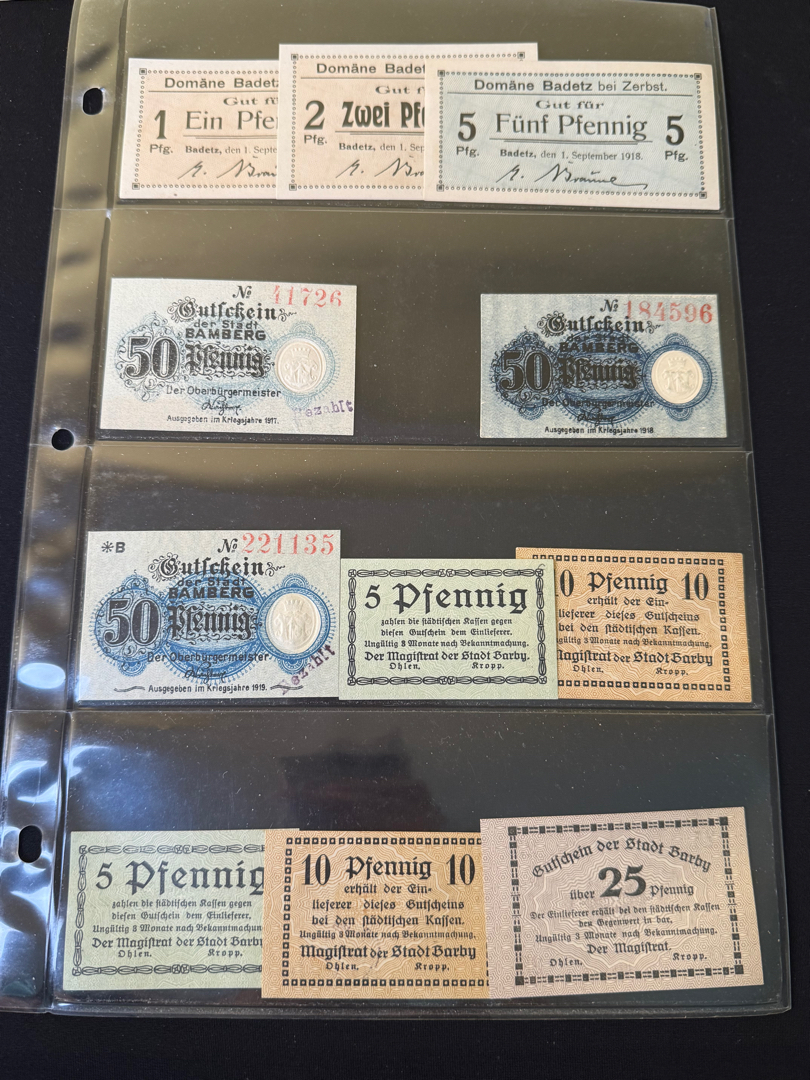 Domäne Badetz
Gut für
1 Ein
Pfg.
Badetz, den 1.
Domäne
Gut
2 Zwei
Pfg.
Badetz, den 1.
Domäne Badetz bei Zerbst.
Gut für
5 Fünf Pfennig 5
Pfg. Pfg.
Badetz, den 1. September 1918.
No 41726
Gutschein
der Stadt
BAMBERG
50 Pfennig
Der Oberbürgermeister
Ausgegeben im Kriegsjahre 1917.
Bezahlt
No 184596
Gutschein
BAMBERG
50 Pfennig
Der Oberbürgermeister
Ausgegeben im Kriegsjahre 1918.
*B No 221135
Gutschein
der Stadt
BAMBERG
50 Pfennig
Der Oberbürgermeister
Ausgegeben im Kriegsjahre 1919.
Bezahlt
5 Pfennig
zahlen die städtischen Kassen gegen
diesen Gutschein dem Einlieferer.
Ungültig 3 Monate nach Bekanntmachung.
Der Magistrat der Stadt Barby
Ohlen. Kropp.
Pfennig 10
erhält der Ein-
lieferer dieses Gutscheins
bei den städtischen Kassen.
3 Monate nach Bekanntmachung.
Magistrat der Stadt Barby
Ohlen. Kropp.
5 Pfennig
zahlen die städtischen Kassen gegen
diesen Gutschein dem Einlieferer.
Ungültig 3 Monate nach Bekanntmachung.
Der Magistrat der Stadt Barby
Ohlen. Kropp.
10 Pfennig 10
erhält der Ein-
lieferer dieses Gutscheins
bei den städtischen Kassen.
Ungültig 3 Monate nach Bekanntmachung.
Magistrat der Stadt Barby
Ohlen. Kropp.
Gutschein der Stadt Barby
über 25 Pfennig
Der Einlieferer erhält bei den städtischen Kassen
den Gegenwert in bar.
Ungültig 3 Monate nach Bekanntmachung.
Der Magistrat.
Ohlen. Kropp.